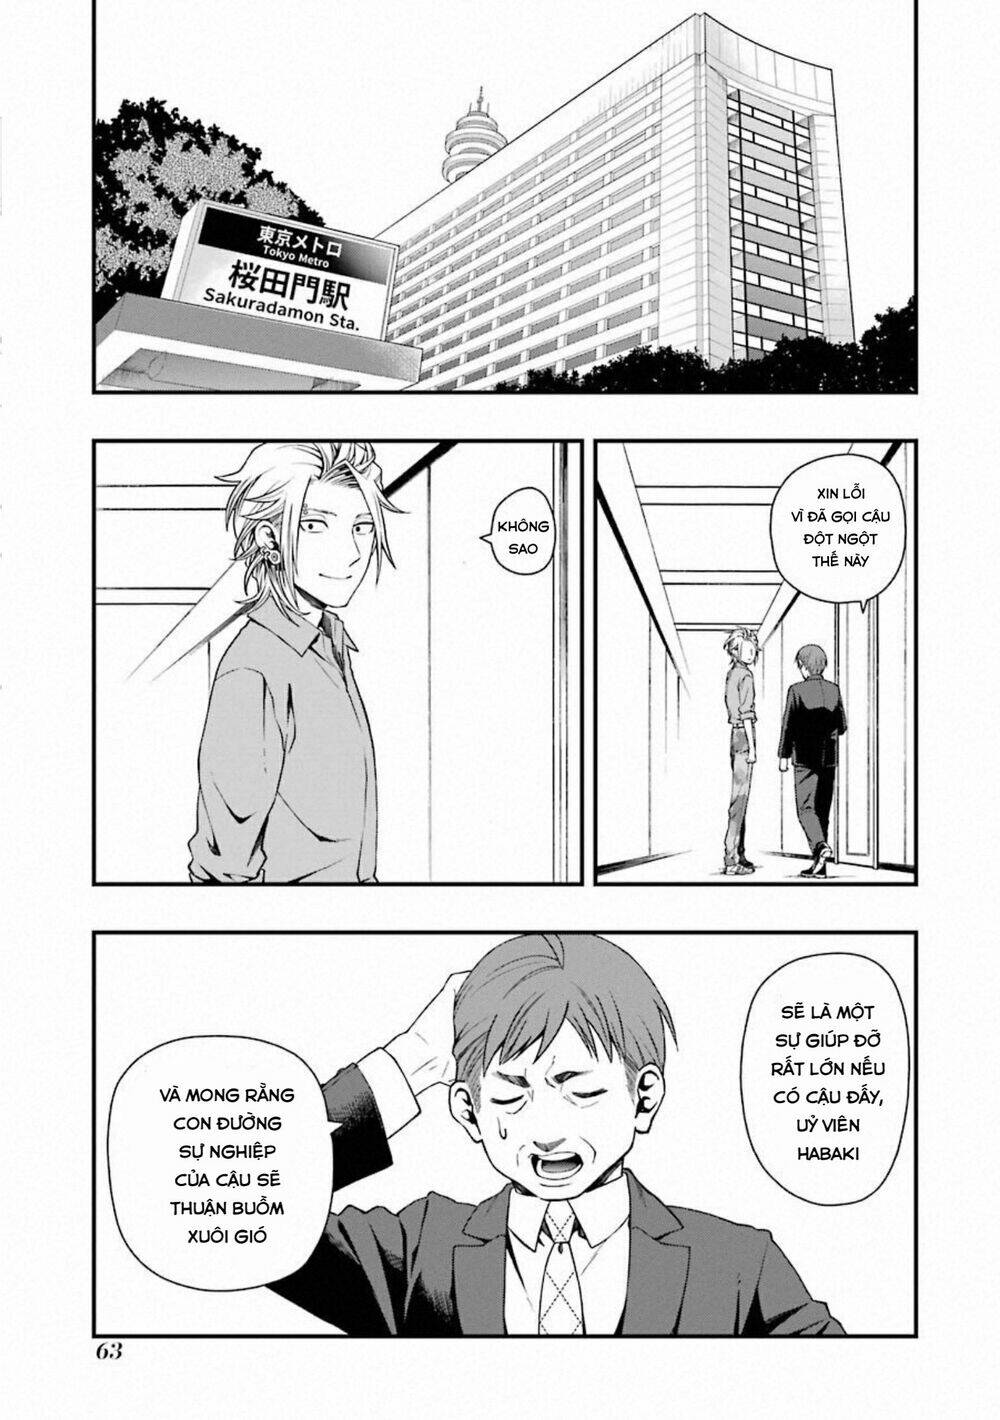 東京メトロ
Tokyo Metro
桜田門駅
Sakuradamon Sta.
XIN LỖI
VÌ ĐÃ GỌI CẬU
ĐỘT NGỘT
THẾ NÀY
KHÔNG
SAO
SẼ LÀ MỘT
SỰ GIÚP ĐỠ
RẤT LỚN NẾU
CÓ CẬU ĐẤY,
UỶ VIÊN
HABAKI
VÀ MONG RẰNG
CON ĐƯỜNG
SỰ NGHIỆP
CỦA CẬU SẼ
THUẬN BUỒM
XUÔI GIÓ
63